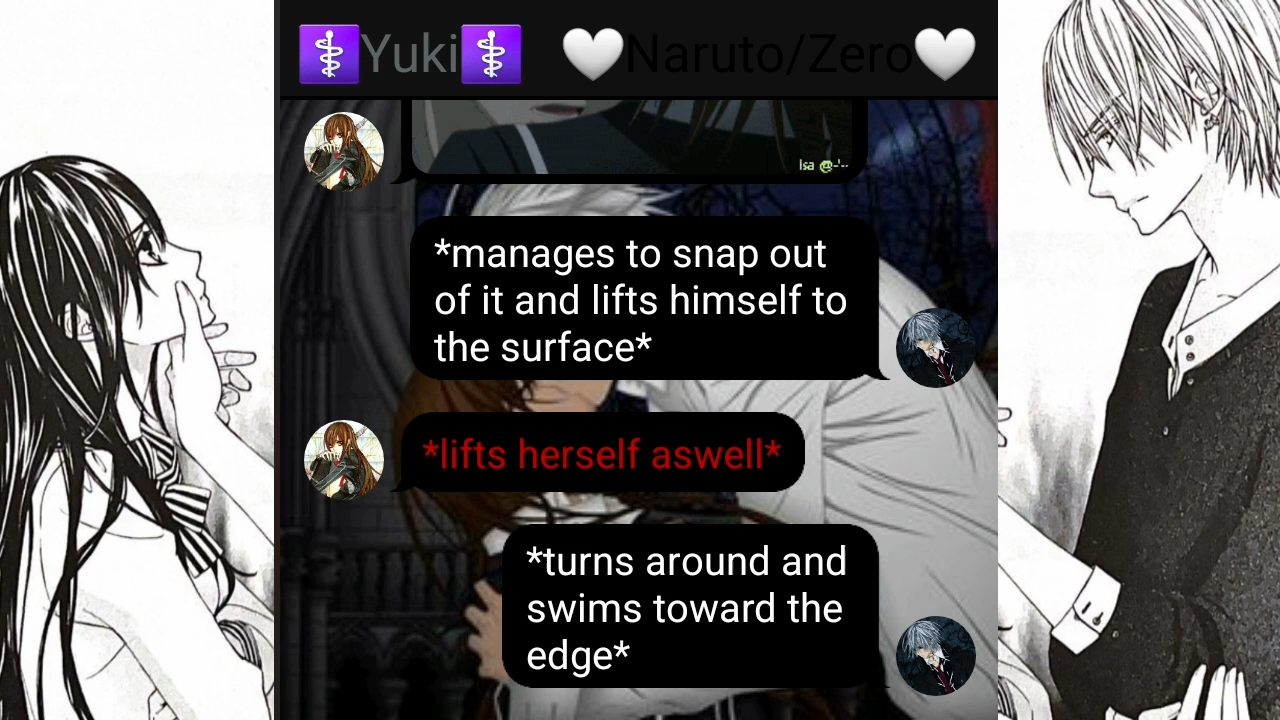 Yuki Naruto/Zero
Isa @-'--
*manages to snap out
of it and lifts himself to
the surface*
*lifts herself aswell*
*turns around and
swims toward the
edge*